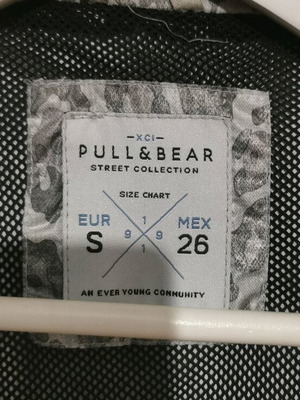 XCI
PULL&BEAR
STREET COLLECTION
SIZE CHART
EUR 1 MEX
S 9 9 26
1
AN EVER YOUNG COMMUNITY